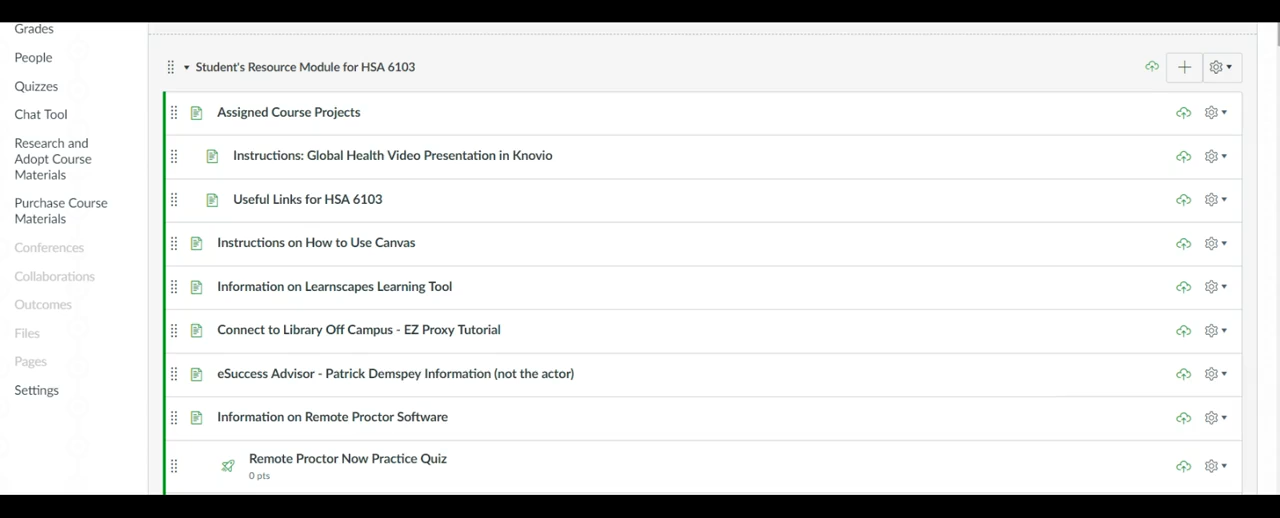 Grades
People
Quizzes
Chat Tool
Research and
Adopt Course
Materials
Purchase Course
Materials
Conferences
Collaborations
Outcomes
Files
Pages
Settings
Student's Resource Module for HSA 6103
Assigned Course Projects
Instructions: Global Health Video Presentation in Knovio
Useful Links for HSA 6103
Instructions on How to Use Canvas
Information on Learnscapes Learning Tool
Connect to Library Off Campus - EZ Proxy Tutorial
eSuccess Advisor - Patrick Demspey Information (not the actor)
Information on Remote Proctor Software
Remote Proctor Now Practice Quiz
0 pts